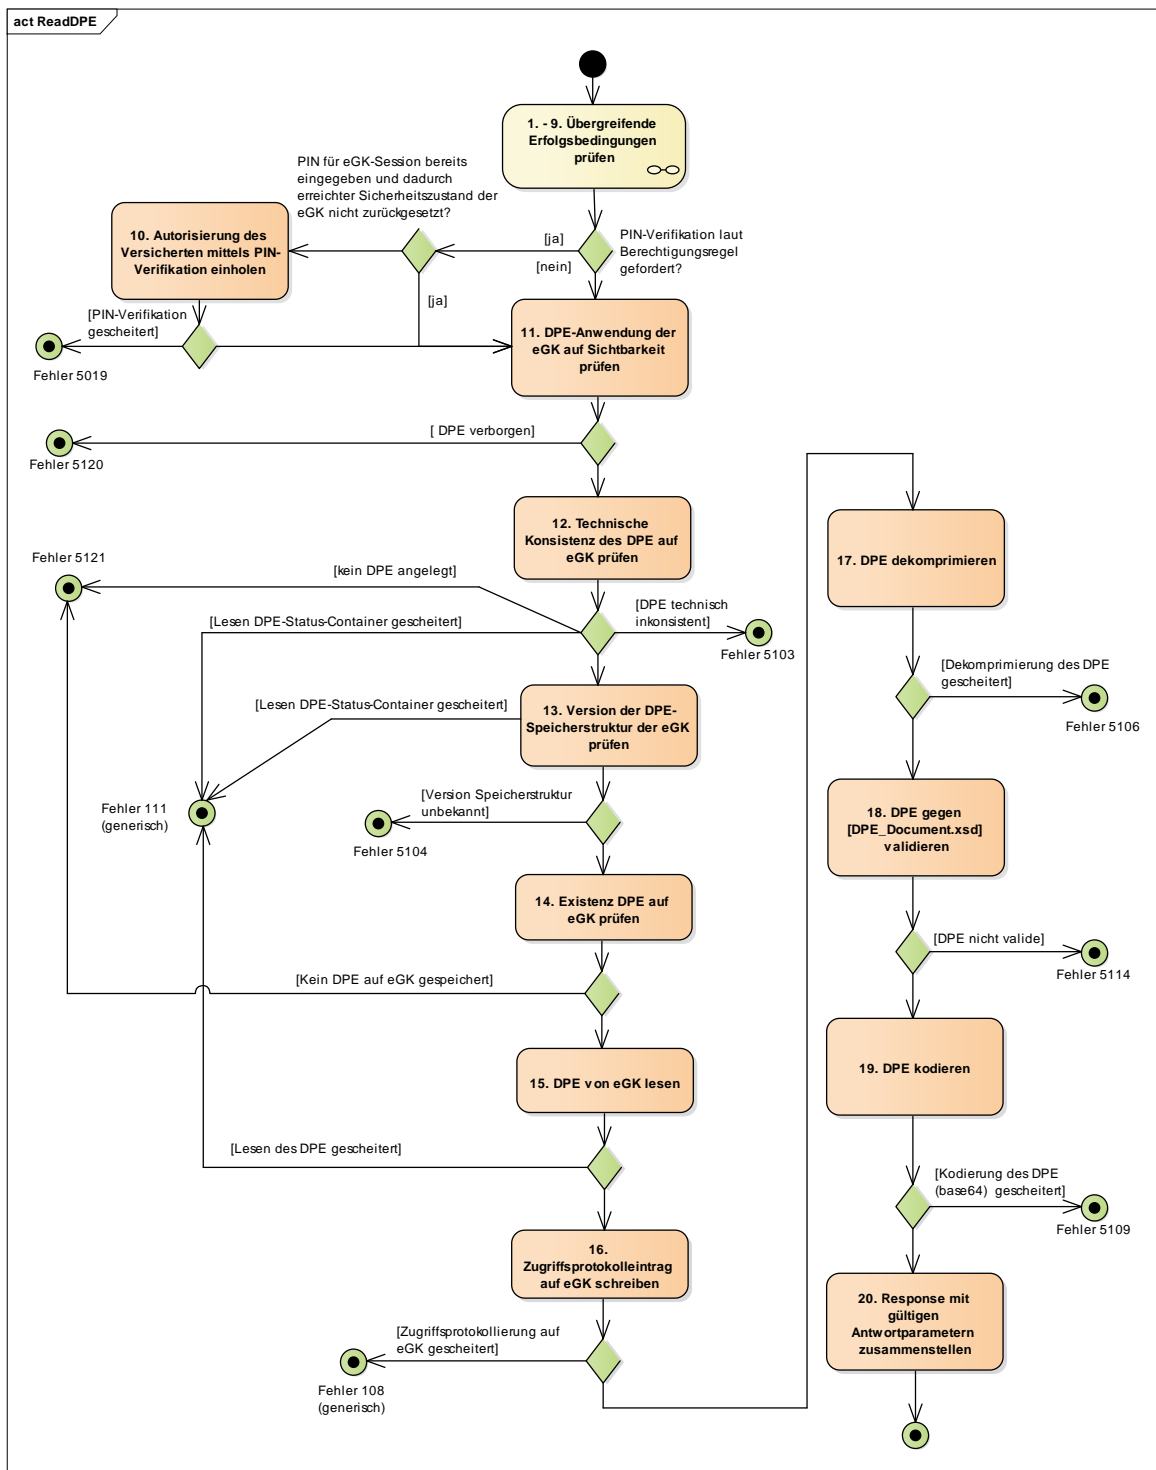 act ReadDPE
1. - 9. Übergreifende
Erfolgsbedingungen
prüfen
PIN für eGK-Session bereits
eingegeben und dadurch
erreichter Sicherheitszustand der
eGK nicht zurückgesetzt?
10. Autorisierung des
Versicherten mittels PIN-
Verifikation einholen
[ja]
[nein]
PIN-Verifikation laut
Berechtigungsregel
gefordert?
[ja]
[PIN-Verifikation
gescheitert]
Fehler 5019
11. DPE-Anwendung der
eGK auf Sichtbarkeit
prüfen
[ DPE verborgen]
Fehler 5120
12. Technische
Konsistenz des DPE auf
eGK prüfen
Fehler 5121
[kein DPE angelegt]
[Lesen DPE-Status-Container gescheitert]
[DPE technisch
inkonsistent]
Fehler 5103
[Lesen DPE-Status-Container gescheitert]
13. Version der DPE-
Speicherstruktur der eGK
prüfen
Fehler 111
(generisch)
[Version Speicherstruktur
unbekannt]
Fehler 5104
14. Existenz DPE auf
eGK prüfen
[Kein DPE auf eGK gespeichert]
15. DPE von eGK lesen
[Lesen des DPE gescheitert]
16.
Zugriffsprotokolleintrag
auf eGK schreiben
[Zugriffsprotokollierung auf
eGK gescheitert]
Fehler 108
(generisch)
17. DPE dekomprimieren
[Dekomprimierung des DPE
gescheitert]
Fehler 5106
18. DPE gegen
[DPE_Document.xsd]
validieren
[DPE nicht valide]
Fehler 5114
19. DPE kodieren
[Kodierung des DPE
(base64)  gescheitert]
Fehler 5109
20. Response mit
gültigen
Antwortparametern
zusammenstellen